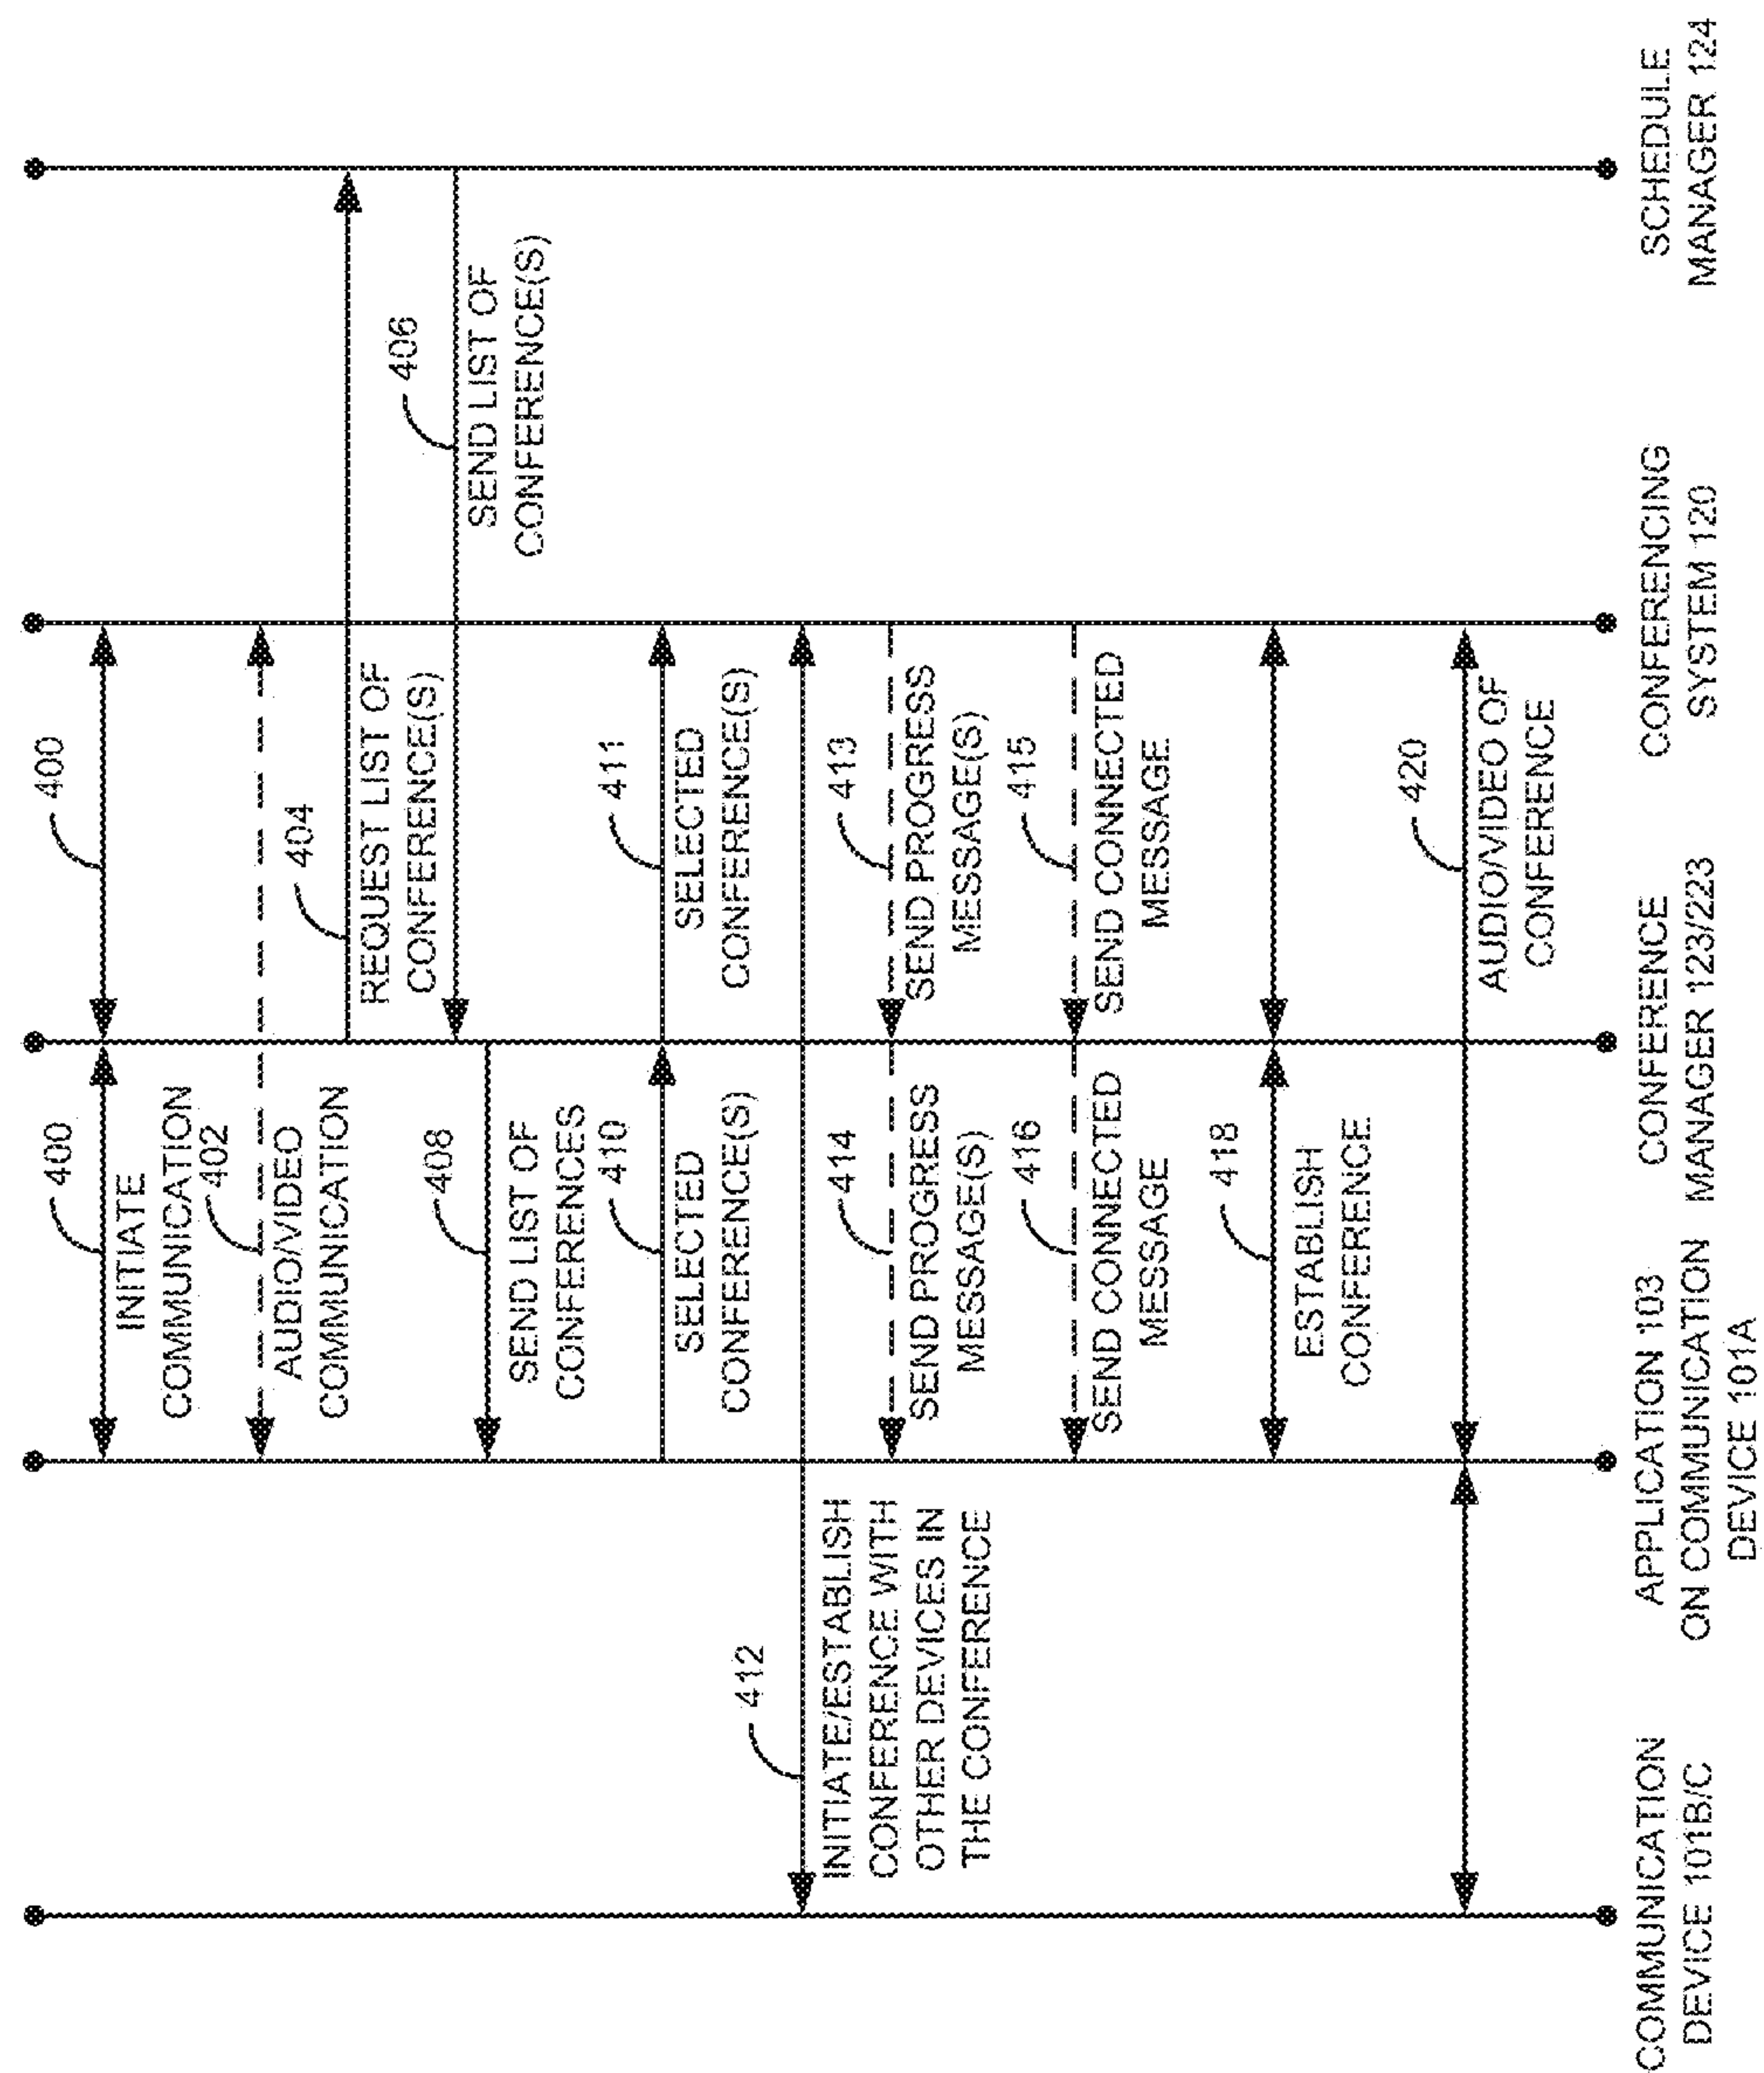 400
400
INITIATE
COMMUNICATION
402
AUDIO/VIDEO
COMMUNICATION
404
REQUEST LIST OF
CONFERENCE(S)
406
SEND LIST OF
CONFERENCE(S)
408
SEND LIST OF
CONFERENCES
410
SELECTED
CONFERENCE(S)
411
SELECTED
CONFERENCE(S)
412
INITIATE/ESTABLISH
CONFERENCE WITH
OTHER DEVICES IN
THE CONFERENCE
413
SEND PROGRESS
MESSAGE(S)
414
SEND PROGRESS
MESSAGE(S)
415
SEND CONNECTED
MESSAGE
416
SEND CONNECTED
MESSAGE
418
ESTABLISH
CONFERENCE
420
AUDIO/VIDEO OF
CONFERENCE
COMMUNICATION
DEVICE 101B/C
APPLICATION 103
ON COMMUNICATION
DEVICE 101A
CONFERENCE
MANAGER 123/223
CONFERENCING
SYSTEM 120
SCHEDULE
MANAGER 124